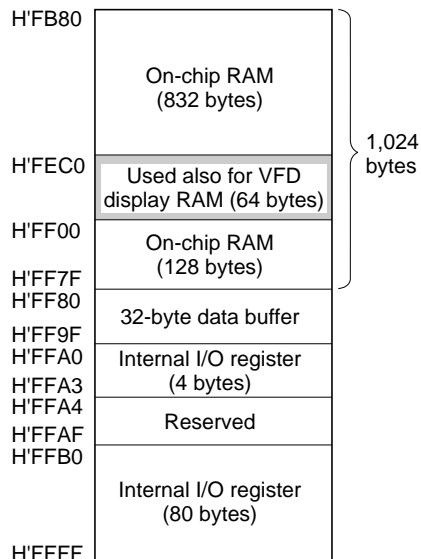 H'FB80
On-chip RAM
(832 bytes)
1,024
bytes
H'FEC0
Used also for VFD
display RAM (64 bytes)
H'FF00
On-chip RAM
(128 bytes)
H'FF7F
H'FF80
32-byte data buffer
H'FF9F
H'FFA0
Internal I/O register
(4 bytes)
H'FFA3
H'FFA4
Reserved
H'FFAF
H'FFB0
Internal I/O register
(80 bytes)
H'FFFF